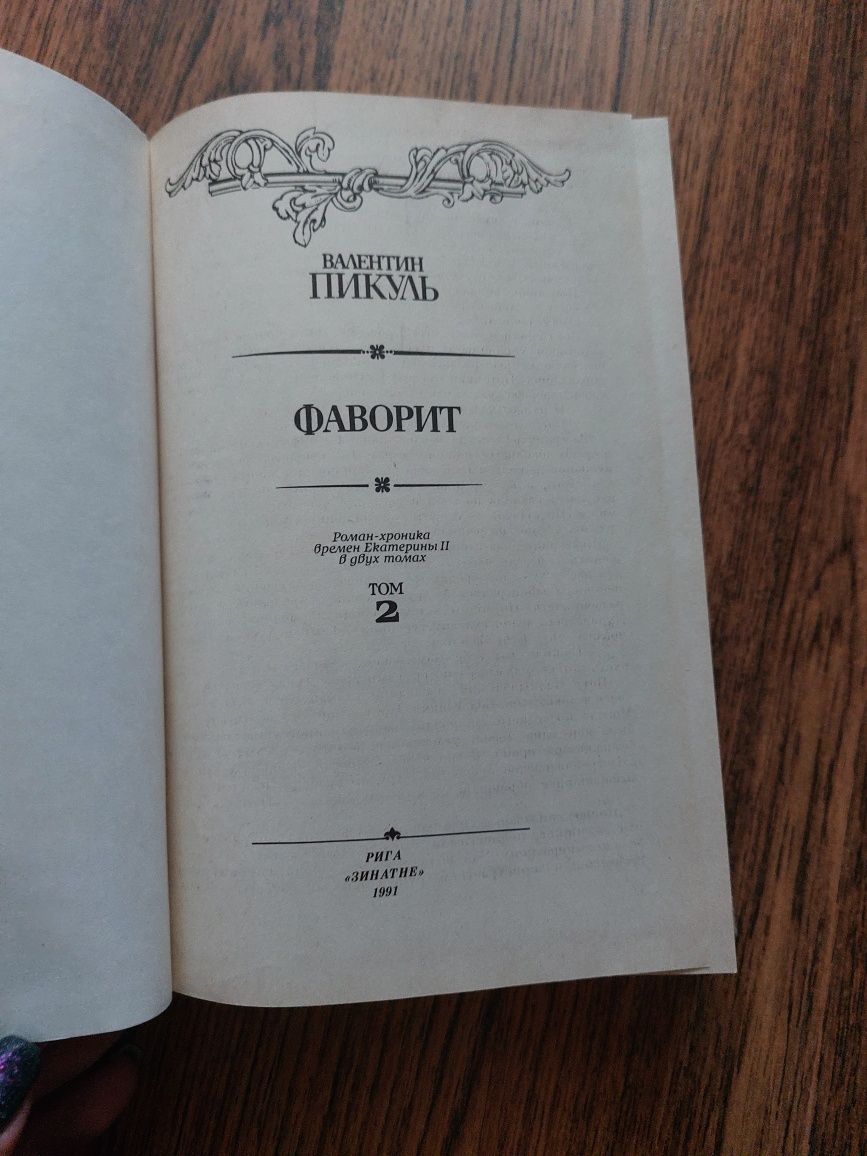 ВАЛЕНТИН
ПИКУЛЬ
ФАВОРИТ
Роман-хроника
времен Екатерины II
в двух томах
ТОМ
2
РИГА
«ЗИНАТНЕ»
1991